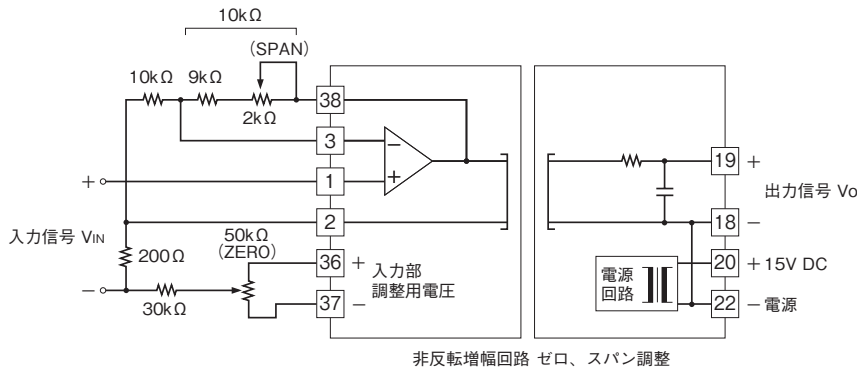 10kΩ
(SPAN)
10kΩ 9kΩ
2kΩ
38
3
−
+
1
+
2
入力信号 VIN
200Ω
50kΩ
(ZERO)
36
+
入力部
調整用電圧
37
−
−
30kΩ
19
+
出力信号 Vo
18
−
20
+15V DC
電源
回路
22
−電源
非反転増幅回路 ゼロ、スパン調整